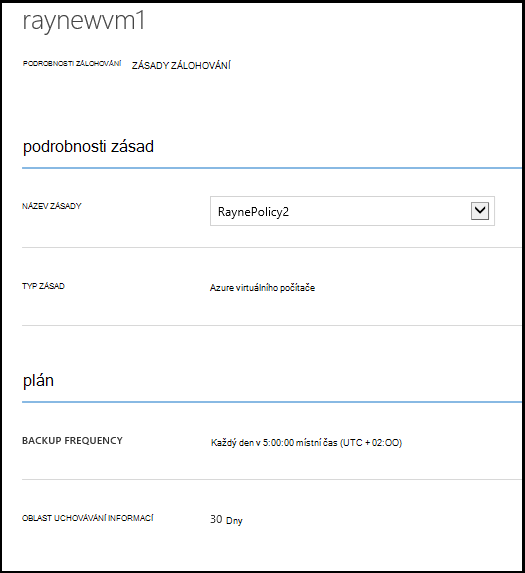 raynewvm1
PODROBNOSTI ZÁLOHOVÁNÍ ZÁSADY ZÁLOHOVÁNÍ
podrobnosti zásad
NÁZEV ZÁSADY RaynePolicy2
TYP ZÁSAD Azure virtuálního počítače
plán
BACKUP FREQUENCY Každý den v 5:00:00 místní čas (UTC + 02:OO)
OBLAST UCHOVÁVÁNÍ INFORMACÍ 30 Dny